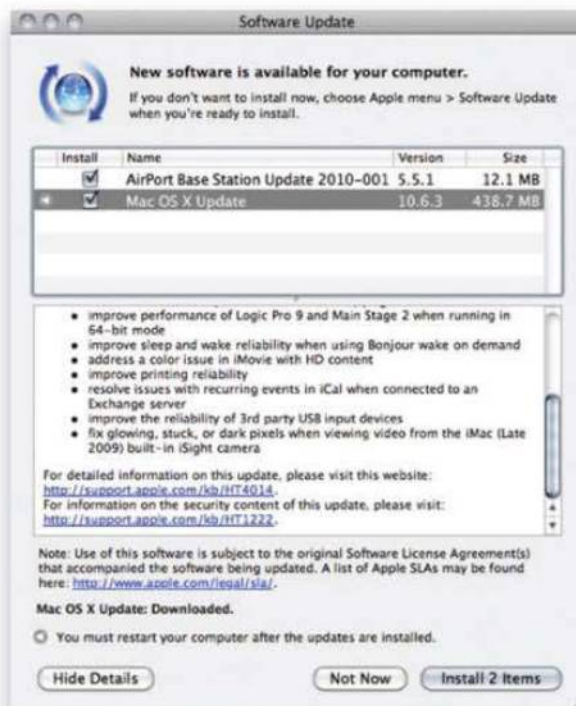 Software Update
New software is available for your computer.
If you don't want to install now, choose Apple menu > Software Update
when you're ready to install.
Install Name Version Size
AirPort Base Station Update 2010-001 5.5.1 12.1 MB
Mac OS X Update 10.6.3 438.7 MB
• improve performance of Logic Pro 9 and Main Stage 2 when running in
64-bit mode
• improve sleep and wake reliability when using Bonjour wake on demand
• address a color issue in iMovie with HD content
• improve printing reliability
• resolve issues with recurring events in iCal when connected to an
Exchange server
• improve the reliability of 3rd party USB input devices
• fix glowing, stuck, or dark pixels when viewing video from the iMac (Late
2009) built-in iSight camera
For detailed information on this update, please visit this website:
http://support.apple.com/kb/HT4014.
For information on the security content of this update, please visit:
http://support.apple.com/kb/HT1222.
Note: Use of this software is subject to the original Software License Agreement(s)
that accompanied the software being updated. A list of Apple SLAs may be found
here: http://www.apple.com/legal/sla/.
Mac OS X Update: Downloaded.
You must restart your computer after the updates are installed.
Hide Details Not Now Install 2 Items